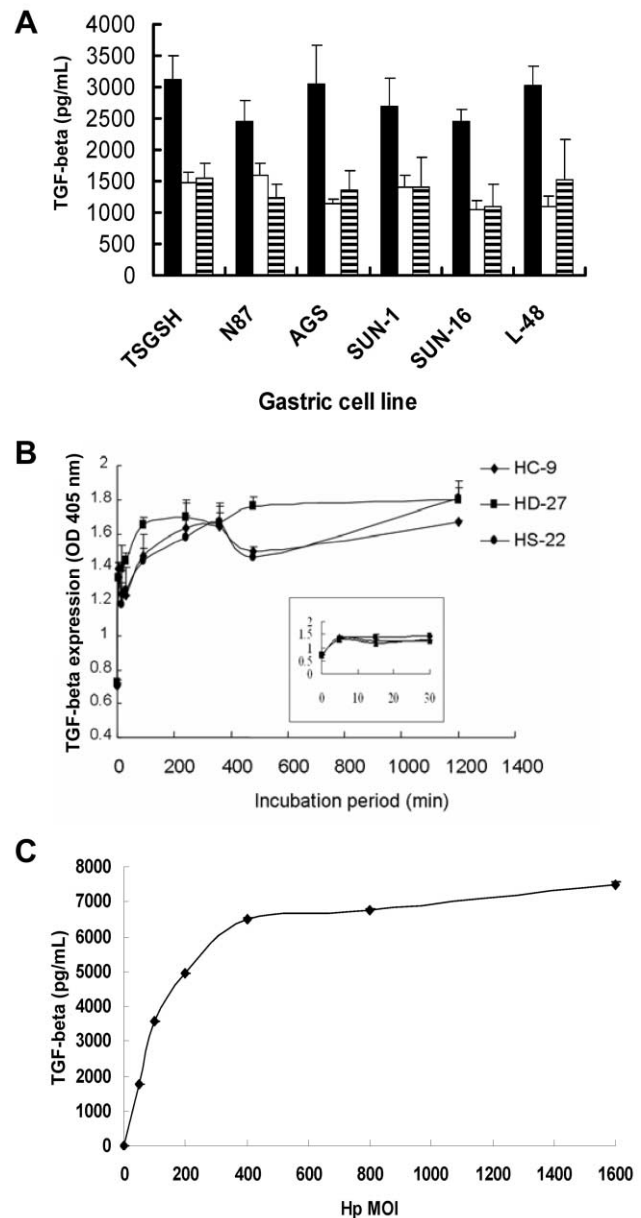 A
TGF-beta (pg/mL)
3500
3000
2500
2000
1500
1000
500
0
TSGSH
N87
AGS
SUN-1
SUN-16
L-48
Gastric cell line
B
TGF-beta expression (OD 405 nm)
2
1.8
1.6
1.4
1.2
1
0.8
0.6
0.4
HC-9
HD-27
HS-22
2
1.5
1
0.5
0
0 10 20 30
0 200 400 600 800 1000 1200 1400
Incubation period (min)
C
TGF-beta (pg/mL)
8000
7000
6000
5000
4000
3000
2000
1000
0
0 200 400 600 800 1000 1200 1400 1600
Hp MOI